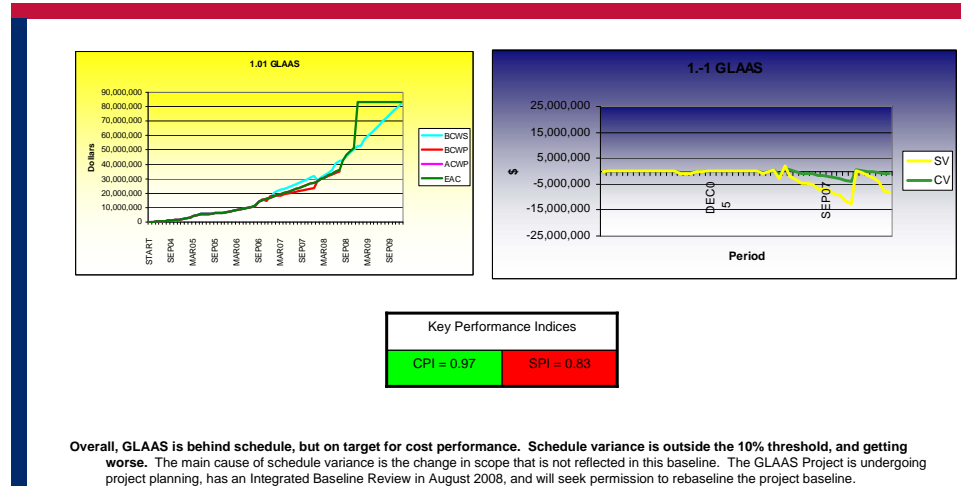 1.01 GLAAS
90,000,000
80,000,000
70,000,000
60,000,000
50,000,000
40,000,000
30,000,000
20,000,000
10,000,000
0
Dollars
START
SEP04
MAR05
SEP05
MAR06
SEP06
MAR07
SEP07
MAR08
SEP08
MAR09
SEP09
BCWS
BCWP
ACWP
EAC
1.-1 GLAAS
25,000,000
15,000,000
5,000,000
-5,000,000
-15,000,000
-25,000,000
$
DEC0
5
SEP07
Period
SV
CV
Key Performance Indices
CPI = 0.97 SPI = 0.83
Overall, GLAAS is behind schedule, but on target for cost performance. Schedule variance is outside the 10% threshold, and getting
worse. The main cause of schedule variance is the change in scope that is not reflected in this baseline. The GLAAS Project is undergoing
project planning, has an Integrated Baseline Review in August 2008, and will seek permission to rebaseline the project baseline.